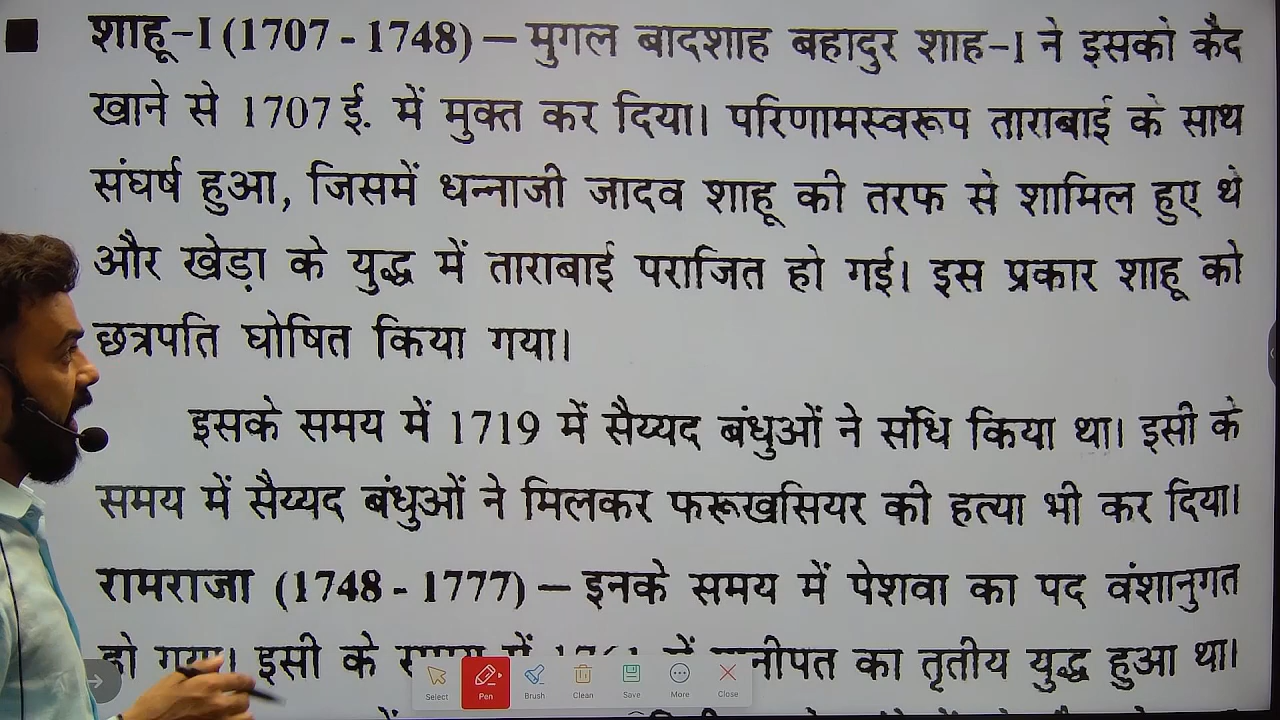 शाहू-I (1707 - 1748) – मुगल बादशाह बहादुर शाह-I ने इसको कैद
खाने से 1707 ई. में मुक्त कर दिया। परिणामस्वरूप ताराबाई के साथ
संघर्ष हुआ, जिसमें धन्नाजी जादव शाहू की तरफ से शामिल हुए थे
और खेड़ा के युद्ध में ताराबाई पराजित हो गई। इस प्रकार शाहू को
छत्रपति घोषित किया गया।
इसके समय में 1719 में सैय्यद बंधुओं ने संधि किया था। इसी के
समय में सैय्यद बंधुओं ने मिलकर फरूखसियर की हत्या भी कर दिया।
रामराजा (1748 - 1777) – इनके समय में पेशवा का पद वंशानुगत
हो गया। इसी के का तृतीय युद्ध हुआ था।
Select Pen Brush Clean Save More Close